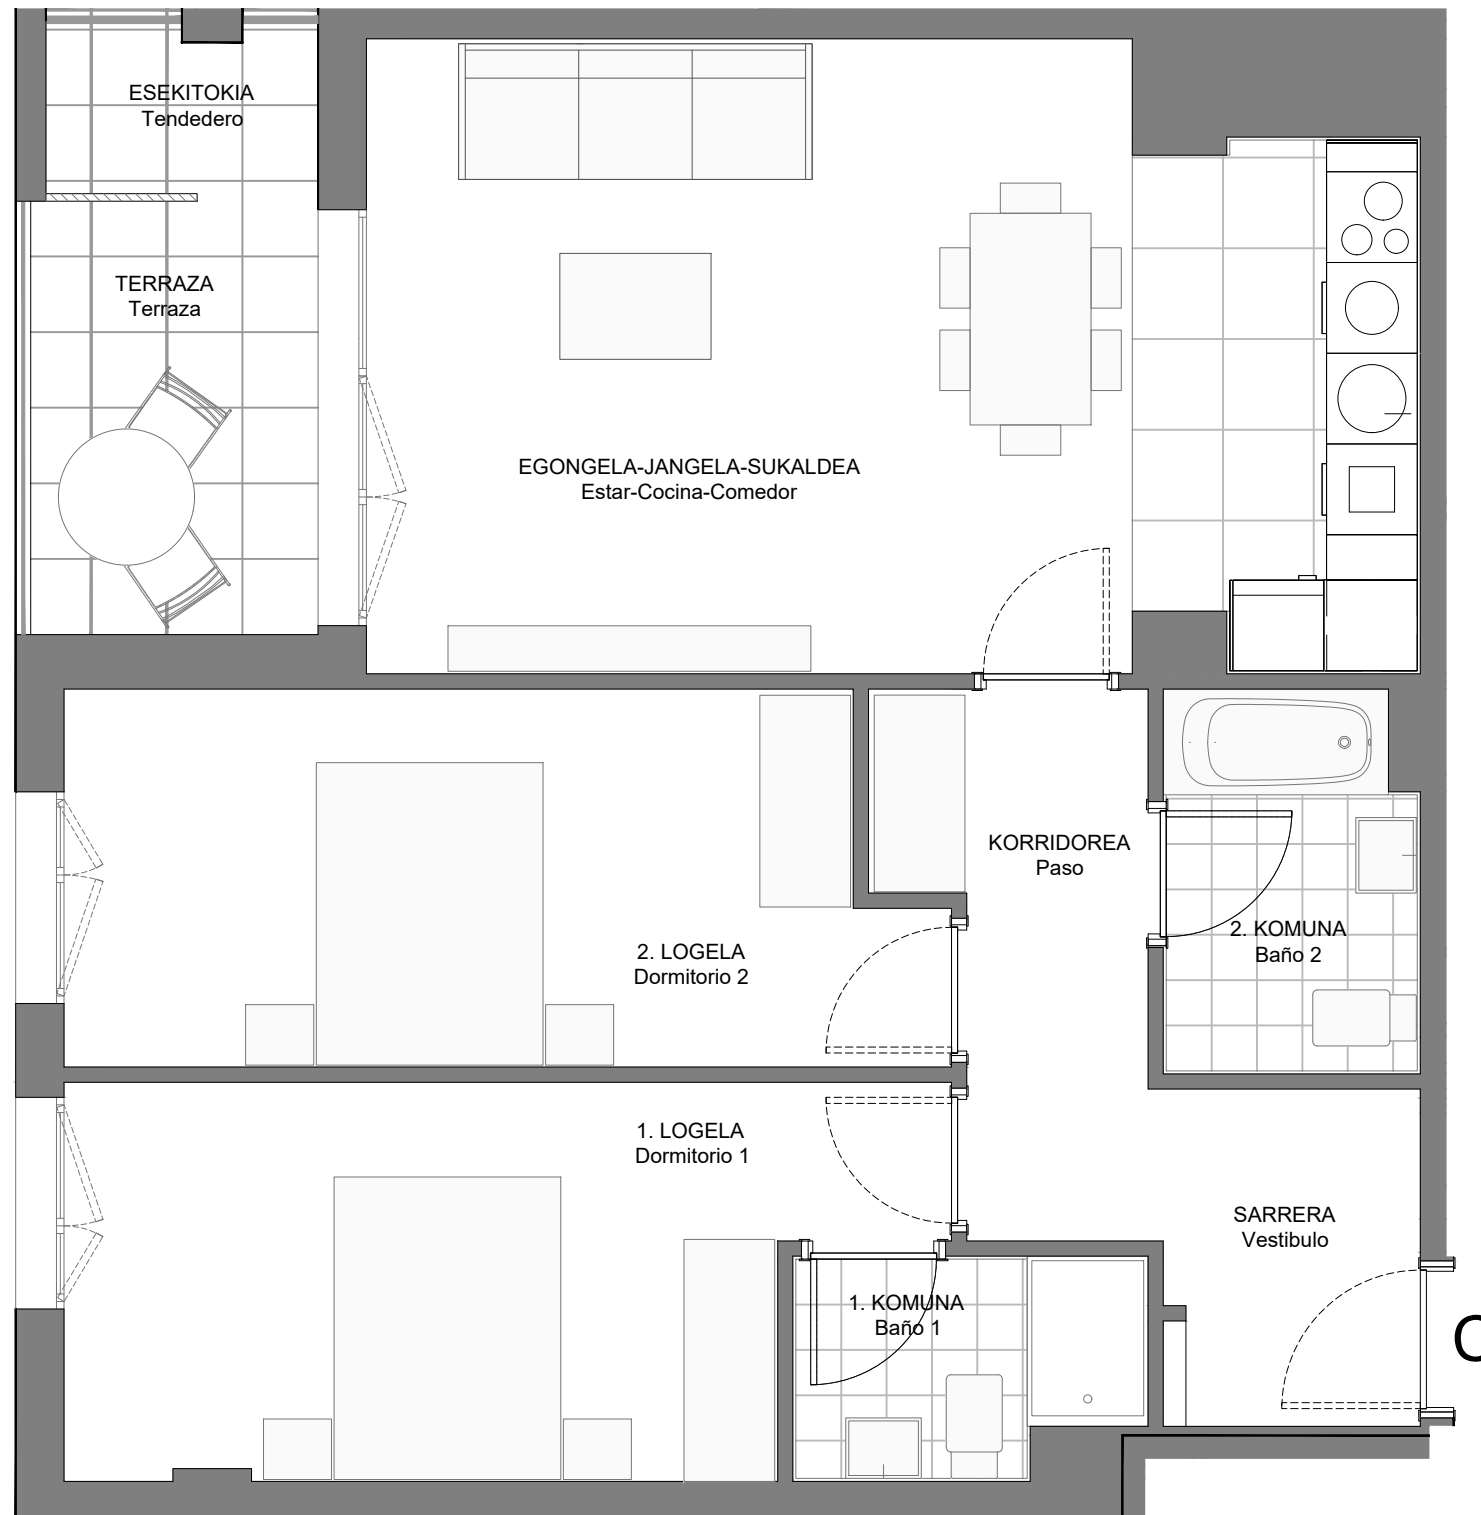 ESEKITOKIA
Tendedero
TERRAZA
Terraza
EGONGELA-JANGELA-SUKALDEA
Estar-Cocina-Comedor
KORRIDOREA
Paso
2. KOMUNA
Baño 2
2. LOGELA
Dormitorio 2
1. LOGELA
Dormitorio 1
SARRERA
Vestibulo
1. KOMUNA
Baño 1